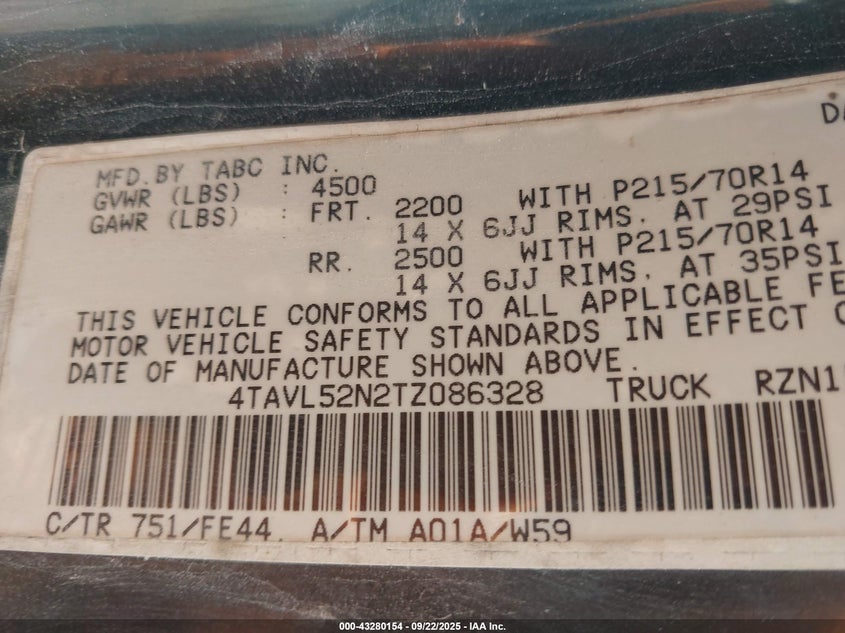 MFD. BY TABC INC.
GVWR (LBS) : 4500 WITH P215/70R14
GAWR (LBS) : FRT. 2200 14 X 6JJ RIMS. AT 29PSI
RR. 2500 WITH P215/70R14
14 X 6JJ RIMS. AT 35PSI
THIS VEHICLE CONFORMS TO ALL APPLICABLE FE
MOTOR VEHICLE SAFETY STANDARDS IN EFFECT
DATE OF MANUFACTURE SHOWN ABOVE.
4TAVL52N2TZ086328 TRUCK RZN1
C/TR 751/FE44 A/TM A01A/W59
000-43280154 - 09/22/2025 - IAA Inc.